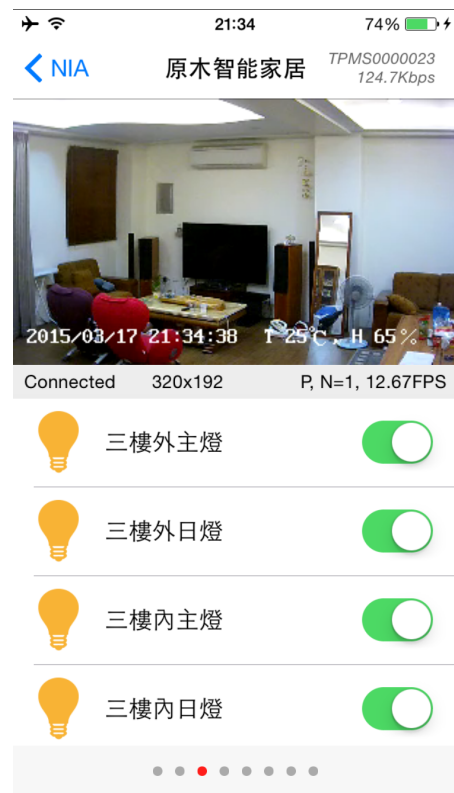 21:34 74%
NIA 原木智能家居 TPMS0000023
124.7Kbps
2015/03/17 21:34:38 T 25℃, H 65%
Connected 320x192 P, N=1, 12.67FPS
三樓外主燈
三樓外日燈
三樓內主燈
三樓內日燈